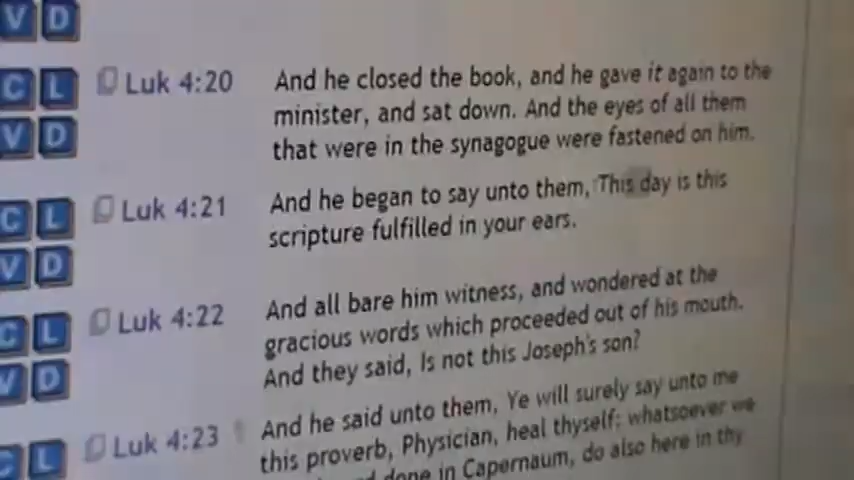 V D
C L Luk 4:20 And he closed the book, and he gave it again to the
minister, and sat down. And the eyes of all them
V D that were in the synagogue were fastened on him.
C L Luk 4:21 And he began to say unto them, This day is this
scripture fulfilled in your ears.
V D
C L Luk 4:22 And all bare him witness, and wondered at the
gracious words which proceeded out of his mouth.
V D And they said, Is not this Joseph's son?
C L Luk 4:23 And he said unto them, Ye will surely say unto me
this proverb, Physician, heal thyself: whatsoever we
done in Capernaum, do also here in thy